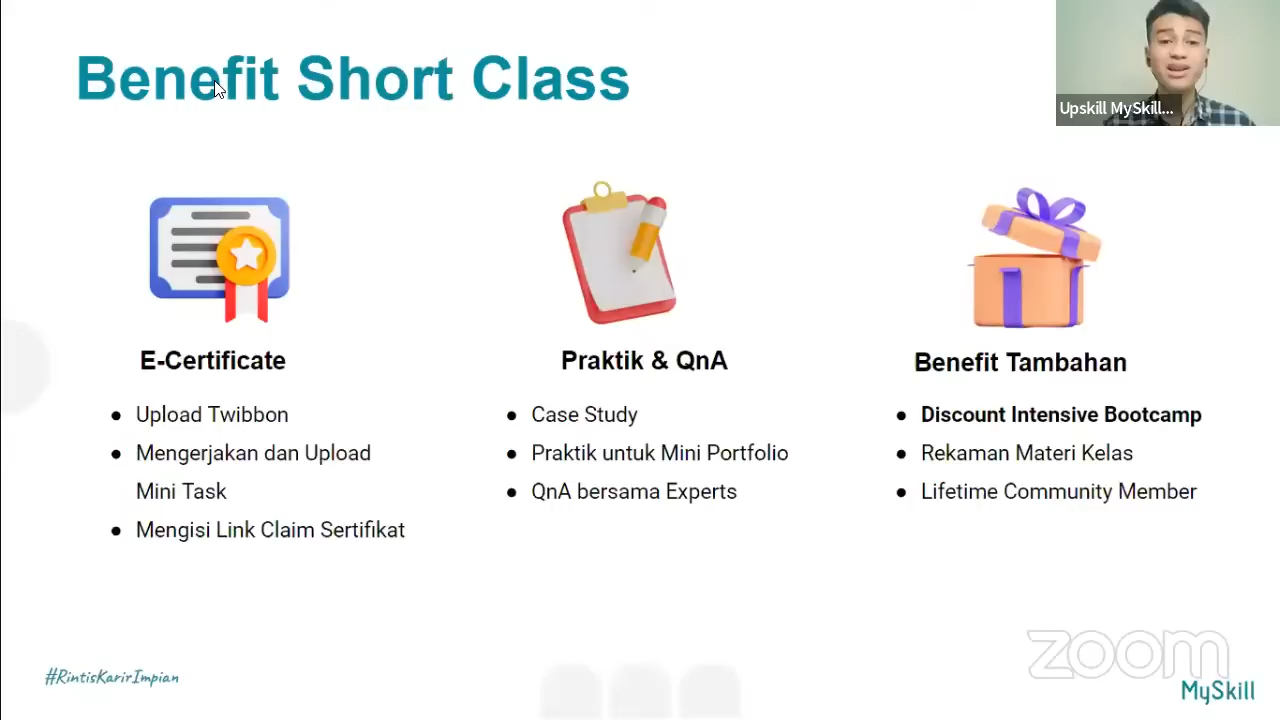 Benefit Short Class
Upskill MySkill...
E-Certificate
● Upload Twibbon
● Mengerjakan dan Upload
Mini Task
● Mengisi Link Claim Sertifikat
Praktik & QnA
● Case Study
● Praktik untuk Mini Portfolio
● QnA bersama Experts
Benefit Tambahan
● Discount Intensive Bootcamp
● Rekaman Materi Kelas
● Lifetime Community Member
#RintisKarirImpian
zoom
MySkill